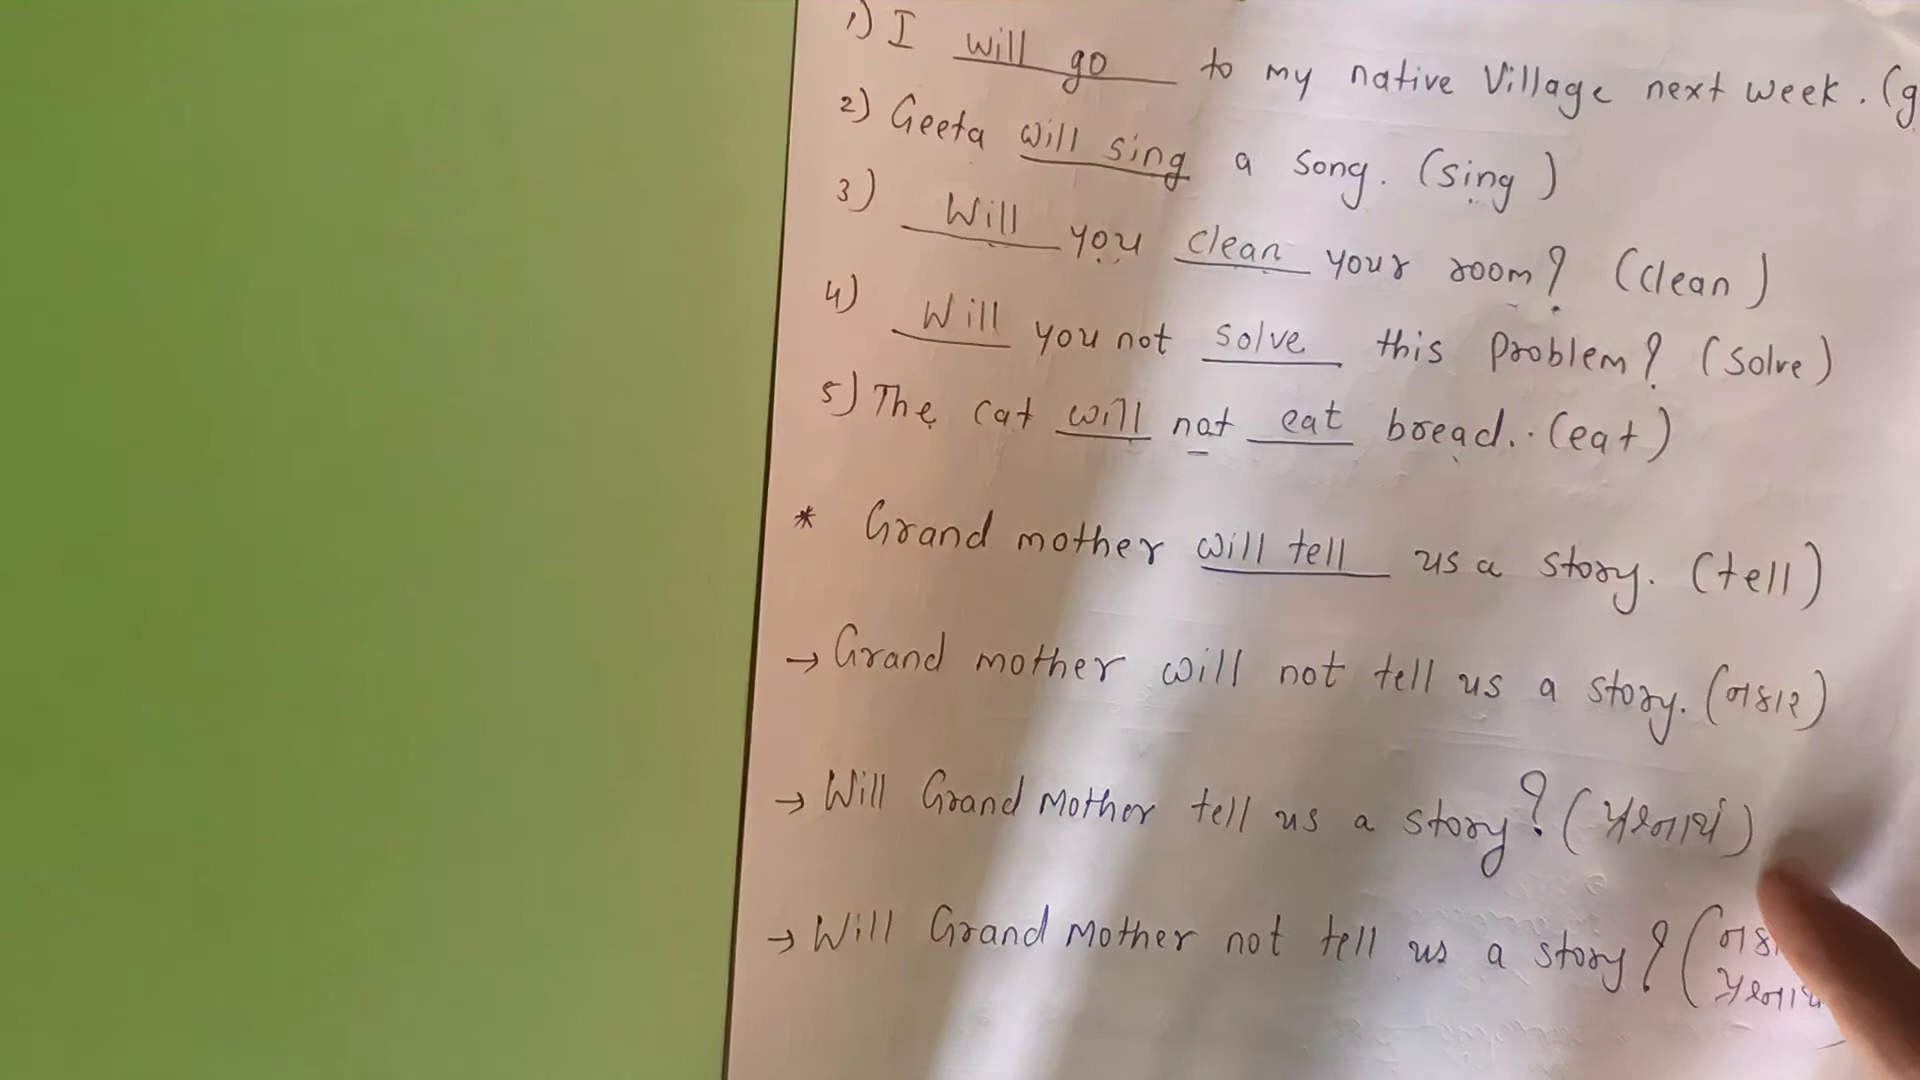 1) I will go to my native Village next week. (g
2) Geeta will sing a song. (sing)
3) Will you clean your room? (clean)
4) Will you not solve this problem? (solve)
5) The cat will not eat bread. (eat)
* Grand mother will tell us a story. (tell)
→ Grand mother will not tell us a story. (નકાર)
→ Will Grand Mother tell us a story? (પ્રશ્નાર્થ)
→ Will Grand Mother not tell us a story? (